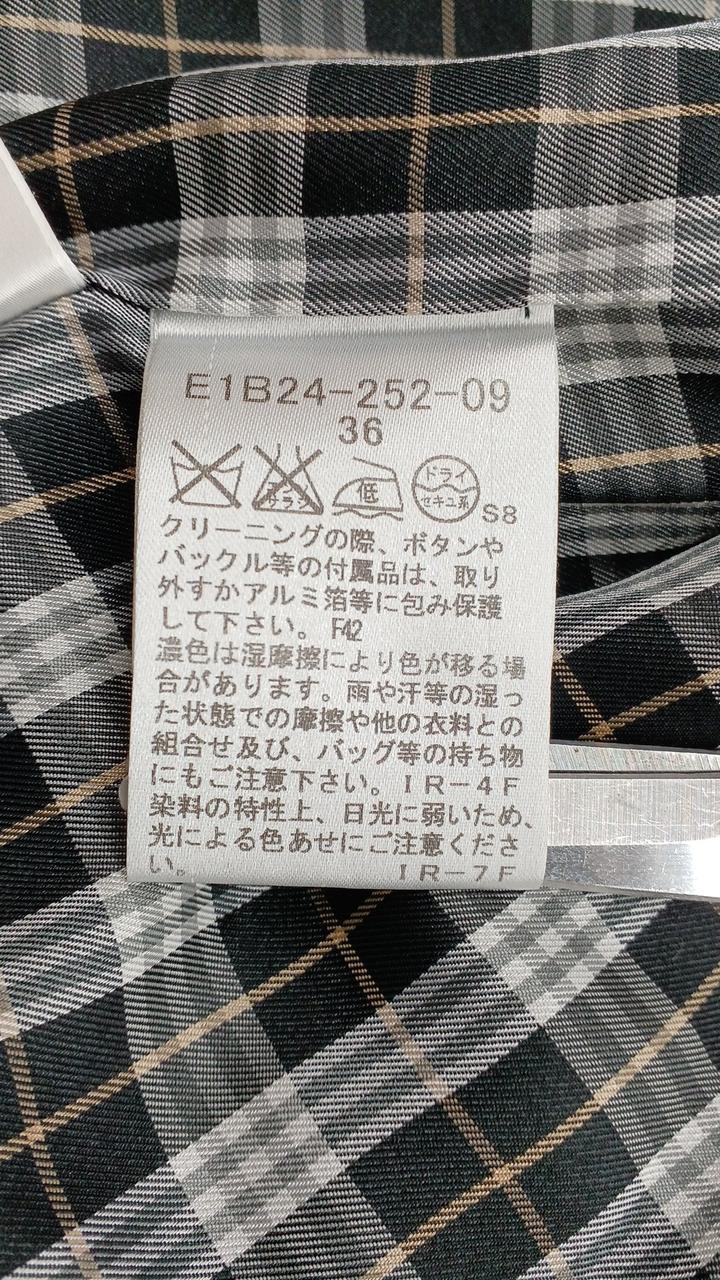 E1B24-252-09
36
サラシ
低
ドライ
セキユ系
S8
クリーニングの際、ボタンや
バックル等の付属品は、取り
外すかアルミ箔等に包み保護
して下さい。 F42
濃色は湿摩擦により色が移る場
合があります。雨や汗等の湿っ
た状態での摩擦や他の衣料との
組合せ及び、バッグ等の持ち物
にもご注意下さい。IR-4F
染料の特性上、日光に弱いため、
光による色あせにご注意くださ
い。 IR-7F